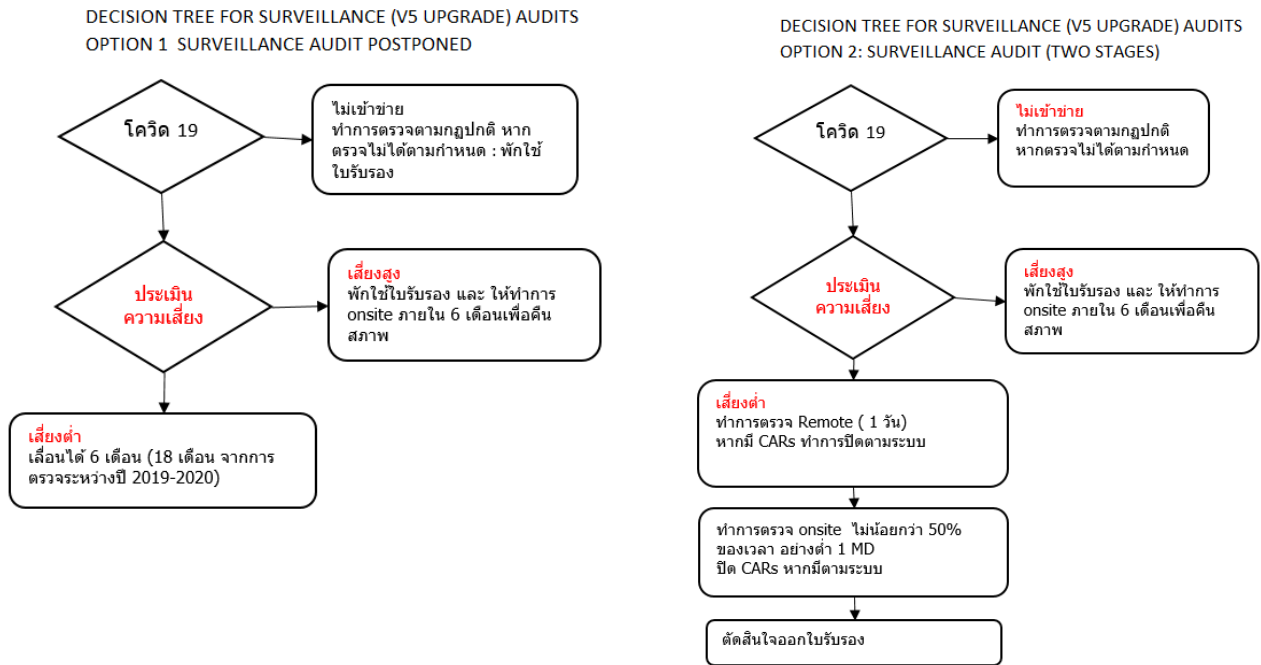 DECISION TREE FOR SURVEILLANCE (V5 UPGRADE) AUDITS
OPTION 1 SURVEILLANCE AUDIT POSTPONED
โควิด 19
ไม่เข้าข่าย
ทำการตรวจตามกฏปกติ หาก
ตรวจไม่ได้ตามกำหนด : พักใช้
ใบรับรอง
ประเมิน
ความเสี่ยง
เสี่ยงสูง
พักใช้ใบรับรอง และ ให้ทำการ
onsite ภายใน 6 เดือนเพื่อคืน
สภาพ
เสี่ยงต่ำ
เลื่อนได้ 6 เดือน (18 เดือน จากการ
ตรวจระหว่างปี 2019-2020)
DECISION TREE FOR SURVEILLANCE (V5 UPGRADE) AUDITS
OPTION 2: SURVEILLANCE AUDIT (TWO STAGES)
โควิด 19
ไม่เข้าข่าย
ทำการตรวจตามกฏปกติ
หากตรวจไม่ได้ตามกำหนด
ประเมิน
ความเสี่ยง
เสี่ยงสูง
พักใช้ใบรับรอง และ ให้ทำการ
onsite ภายใน 6 เดือนเพื่อคืน
สภาพ
เสี่ยงต่ำ
ทำการตรวจ Remote ( 1 วัน)
หากมี CARs ทำการปิดตามระบบ
ทำการตรวจ onsite ไม่น้อยกว่า 50%
ของเวลา อย่างต่ำ 1 MD
ปิด CARs หากมีตามระบบ
ตัดสินใจออกใบรับรอง